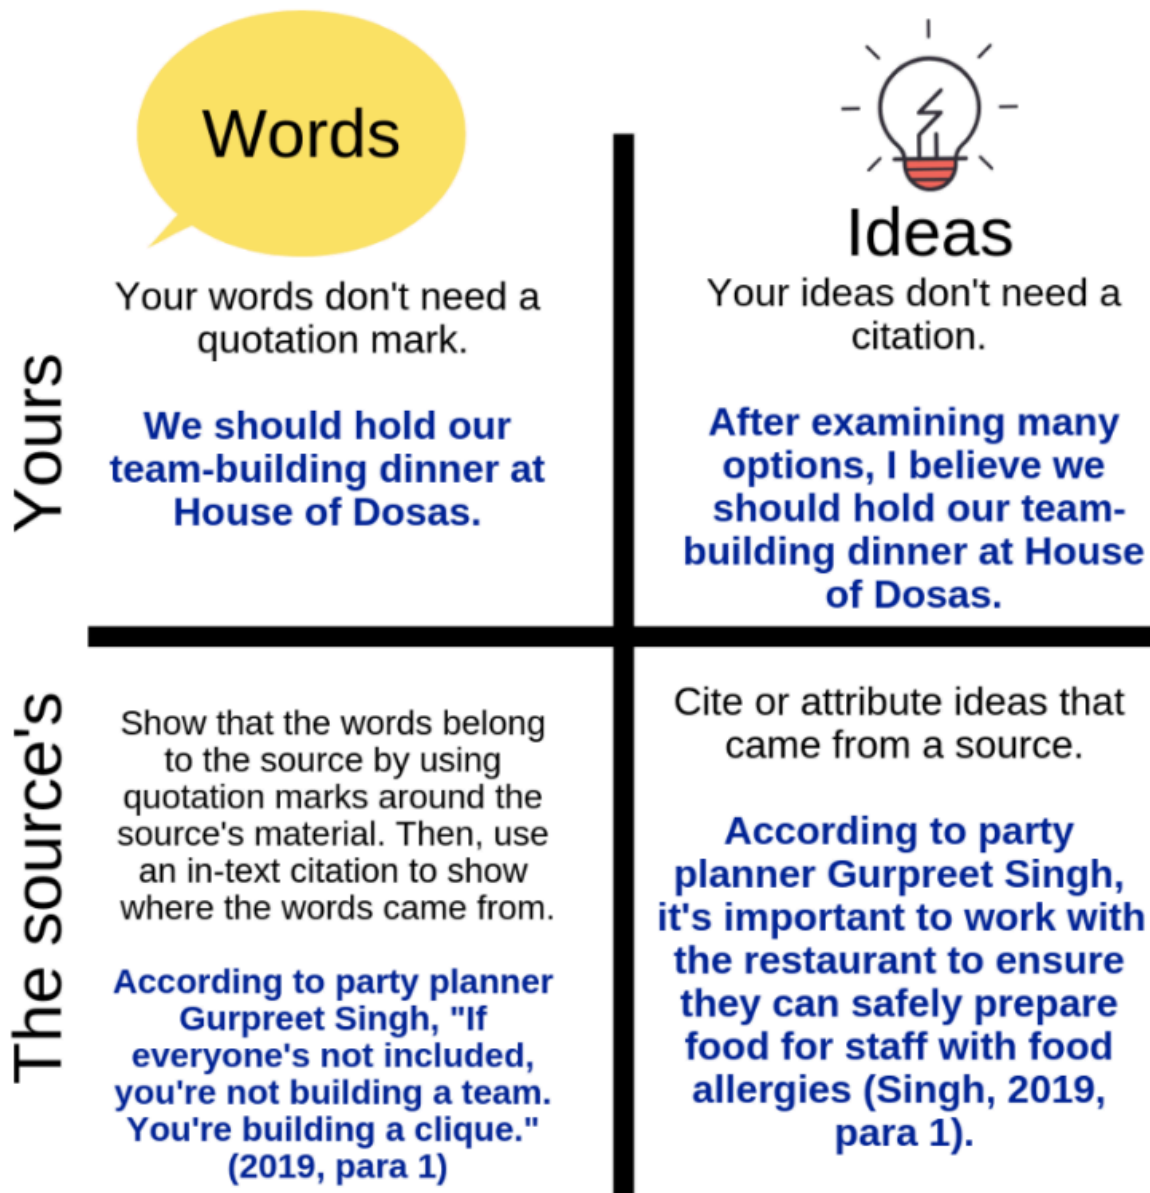 Words
Ideas
Yours
Your words don't need a
quotation mark.
We should hold our
team-building dinner at
House of Dosas.
Your ideas don't need a
citation.
After examining many
options, I believe we
should hold our team-
building dinner at House
of Dosas.
The source's
Show that the words belong
to the source by using
quotation marks around the
source's material. Then, use
an in-text citation to show
where the words came from.
According to party planner
Gurpreet Singh, "If
everyone's not included,
you're not building a team.
You're building a clique."
(2019, para 1)
Cite or attribute ideas that
came from a source.
According to party
planner Gurpreet Singh,
it's important to work with
the restaurant to ensure
they can safely prepare
food for staff with food
allergies (Singh, 2019,
para 1).